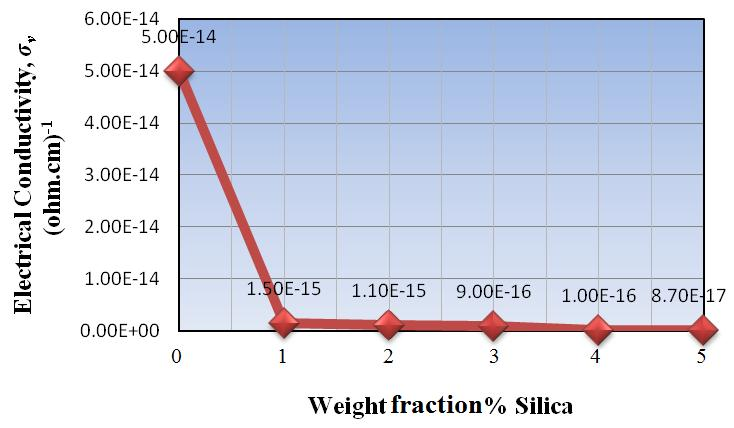 6.00E-14
5.00E-14
5.00E-14
4.00E-14
3.00E-14
2.00E-14
1.00E-14
0.00E+00
1.50E-15 1.10E-15 9.00E-16 1.00E-16 8.70E-17
0 1 2 3 4 5
Electrical Conductivity, σᵥ
(ohm.cm)⁻¹
Weight fraction% Silica